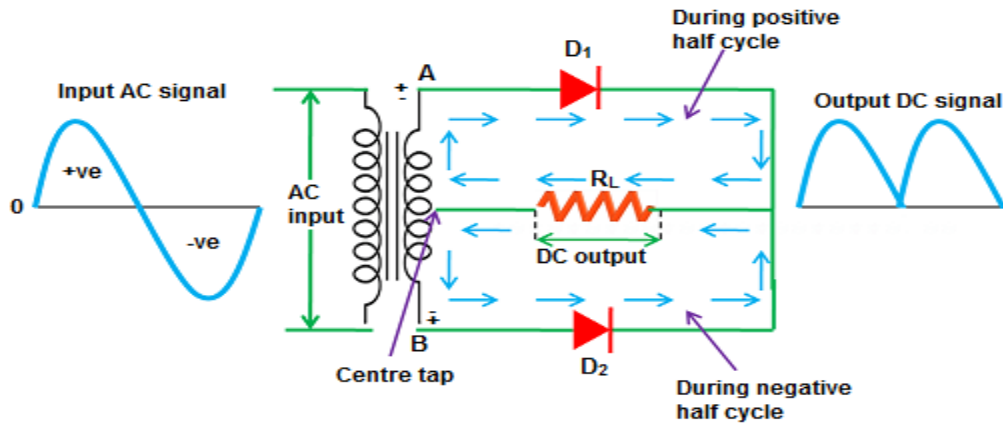 During positive
half cycle
D1
A
+
-
Input AC signal
Output DC signal
+ve
0
-ve
AC
input
RL
DC output
-
+
B
D2
Centre tap
During negative
half cycle